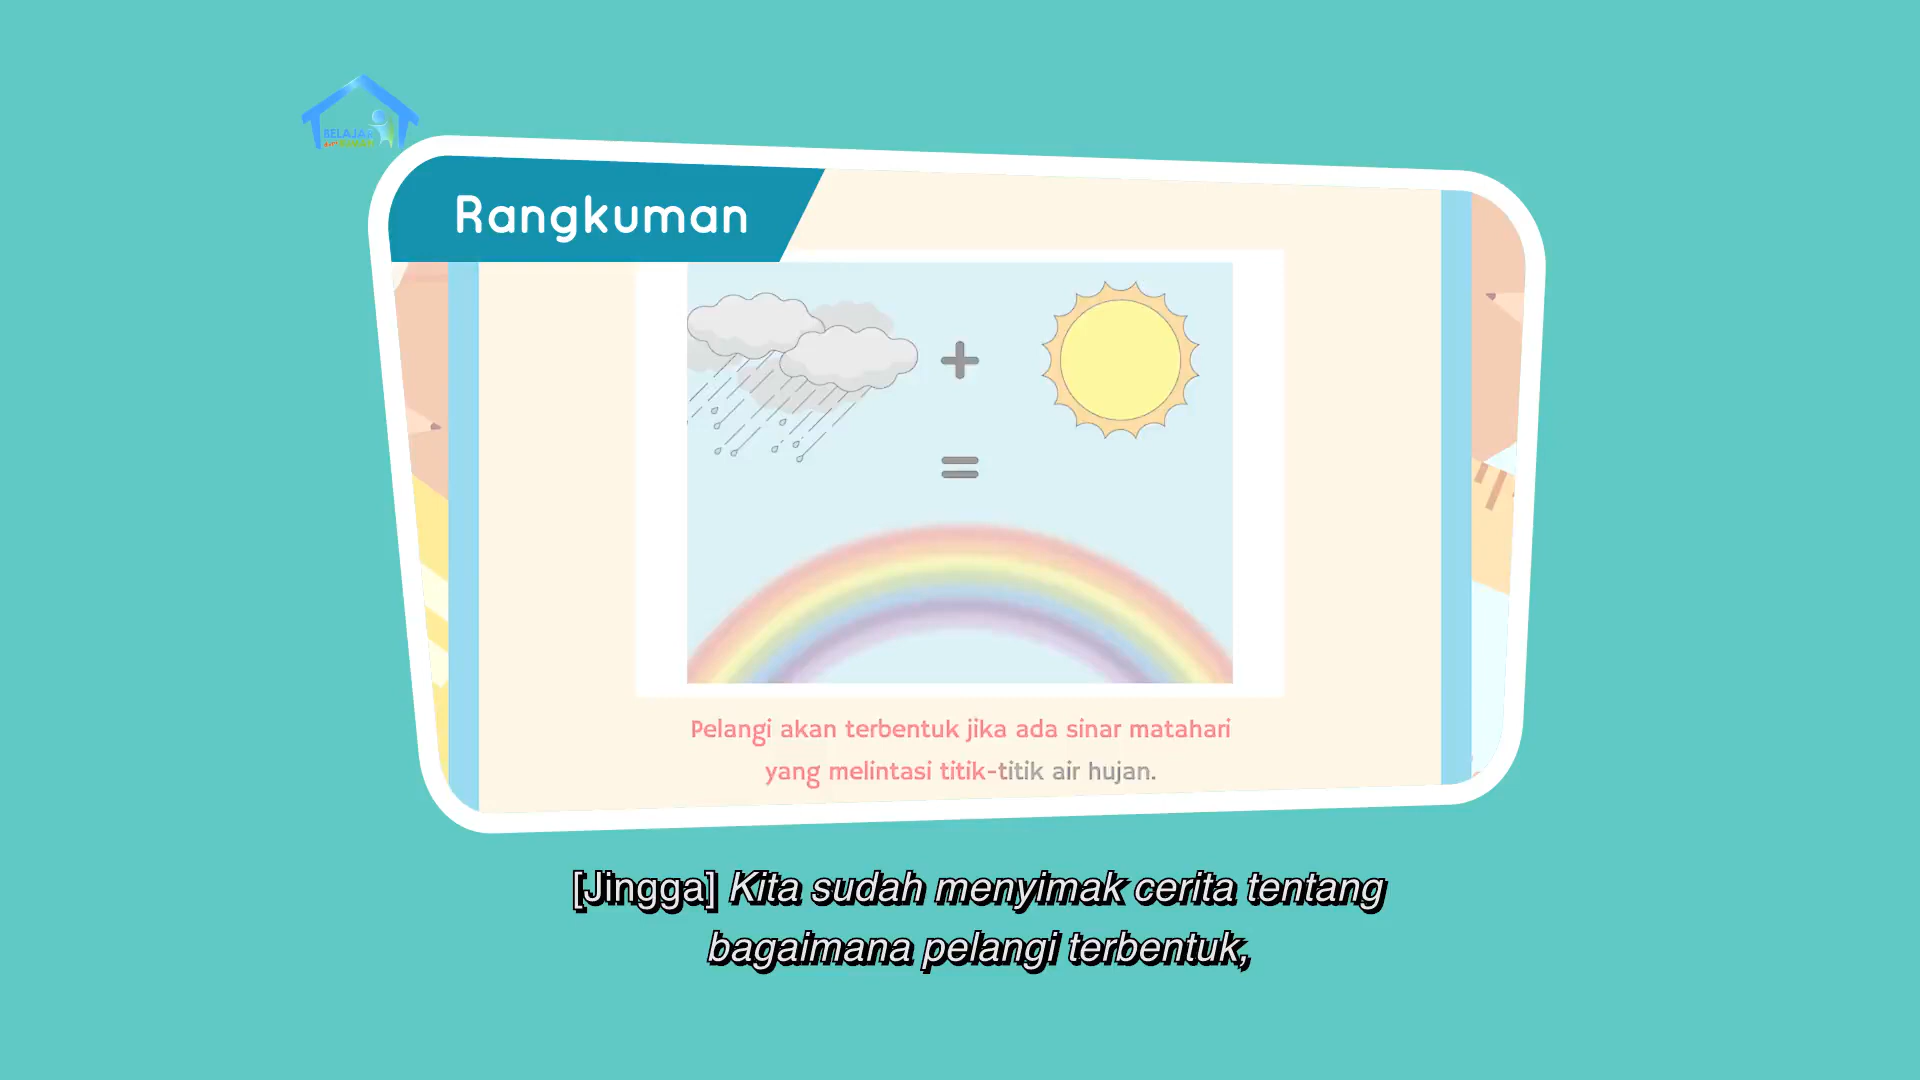 BELAJAR
Rangkuman
+
=
Pelangi akan terbentuk jika ada sinar matahari
yang melintasi titik-titik air hujan.
[Jingga] Kita sudah menyimak cerita tentang
bagaimana pelangi terbentuk,